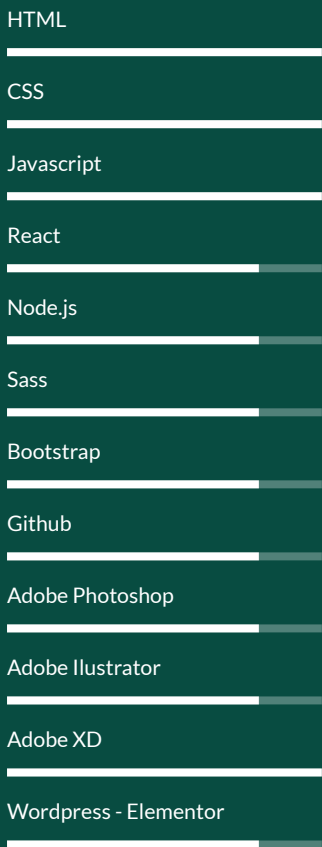 HTML
CSS
Javascript
React
Node.js
Sass
Bootstrap
Github
Adobe Photoshop
Adobe Ilustrator
Adobe XD
Wordpress - Elementor